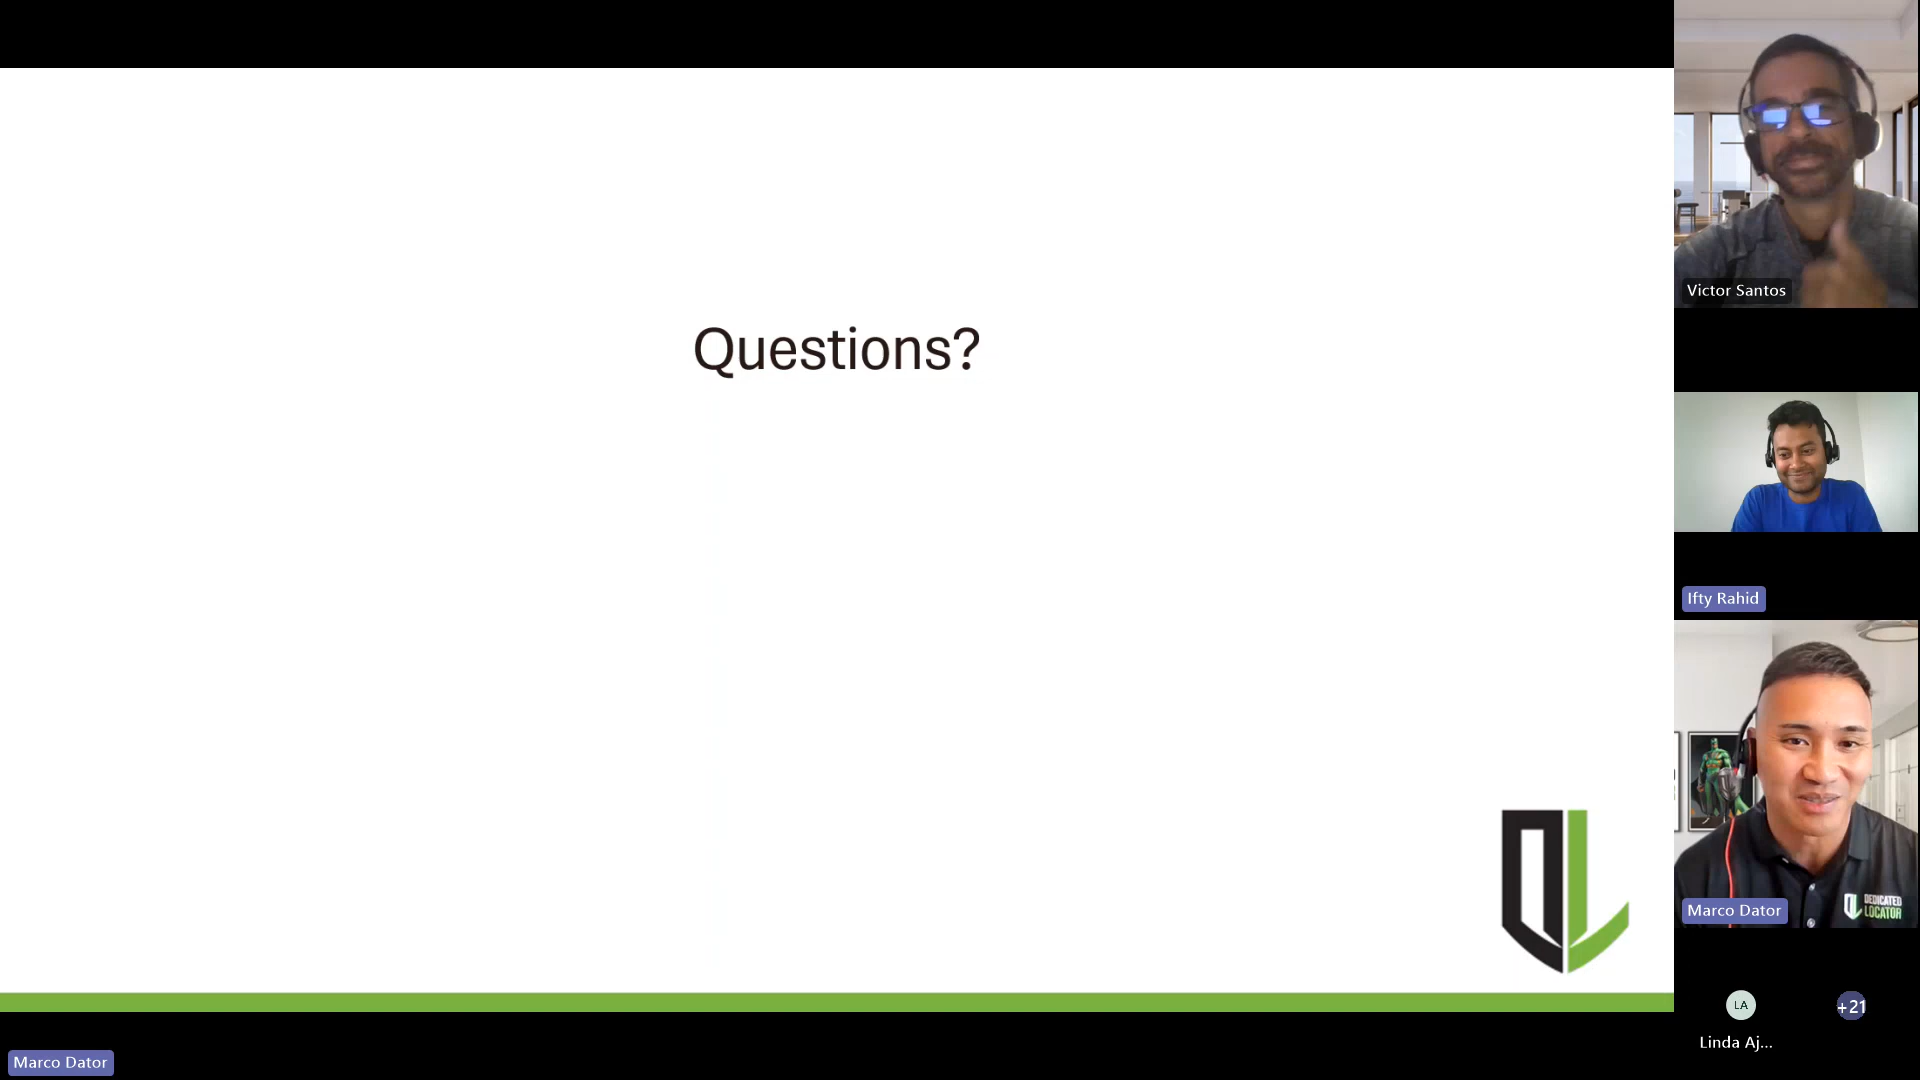 Questions?
Victor Santos
Ifty Rahid
DEDICATED
LOCATOR
Marco Dator
LA
+21
Linda Aj...
Marco Dator